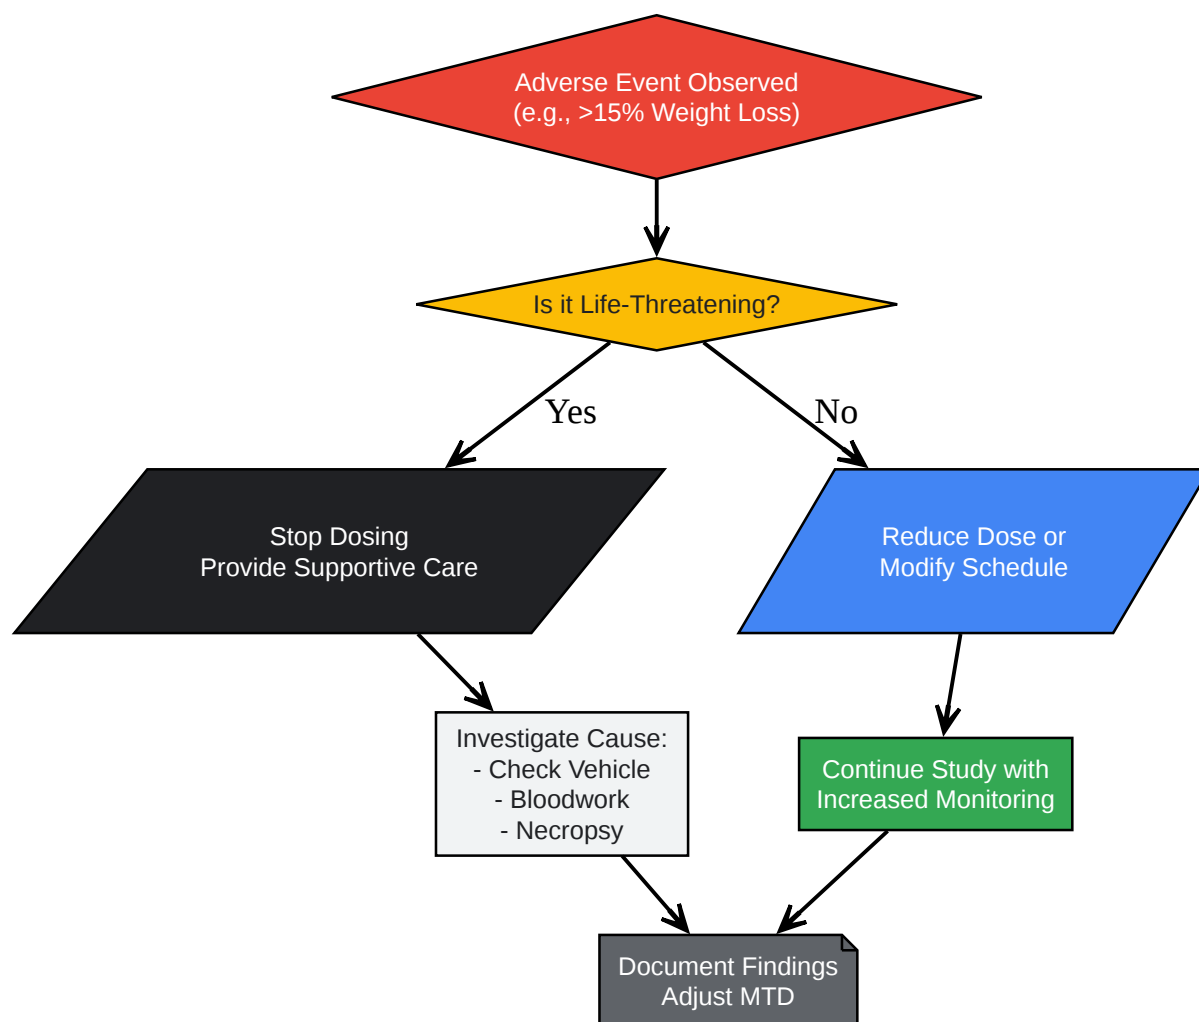 Adverse Event Observed
(e.g., >15% Weight Loss)
Is it Life-Threatening?
Yes
No
Stop Dosing
Provide Supportive Care
Reduce Dose or
Modify Schedule
Investigate Cause:
- Check Vehicle
- Bloodwork
- Necropsy
Continue Study with
Increased Monitoring
Document Findings
Adjust MTD